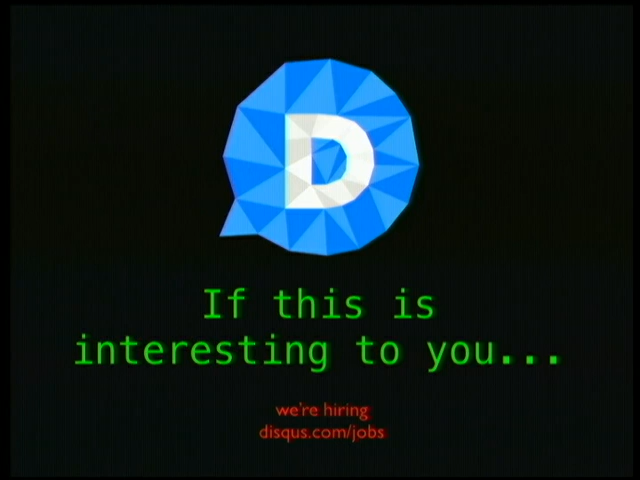 D
If this is
interesting to you...
we're hiring
disqus.com/jobs